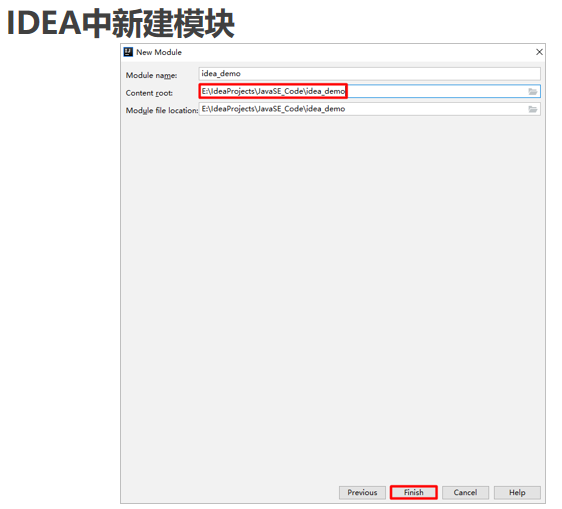 IDEA中新建模块
New Module
Module name: idea_demo
Content root: E:\IdeaProjects\JavaSE_Code\idea_demo
Module file location: E:\IdeaProjects\JavaSE_Code\idea_demo
Previous Finish Cancel Help